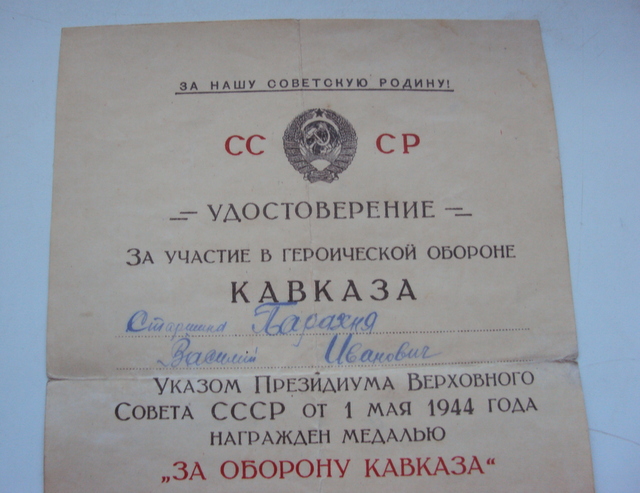 ЗА НАШУ СОВЕТСКУЮ РОДИНУ!
СС СР
УДОСТОВЕРЕНИЕ
ЗА УЧАСТИЕ В ГЕРОИЧЕСКОЙ ОБОРОНЕ
КАВКАЗА
Старшина
Василий Иванович
УКАЗОМ ПРЕЗИДИУМА ВЕРХОВНОГО
СОВЕТА СССР ОТ 1 МАЯ 1944 ГОДА
НАГРАЖДЕН МЕДАЛЬЮ
„ЗА ОБОРОНУ КАВКАЗА“